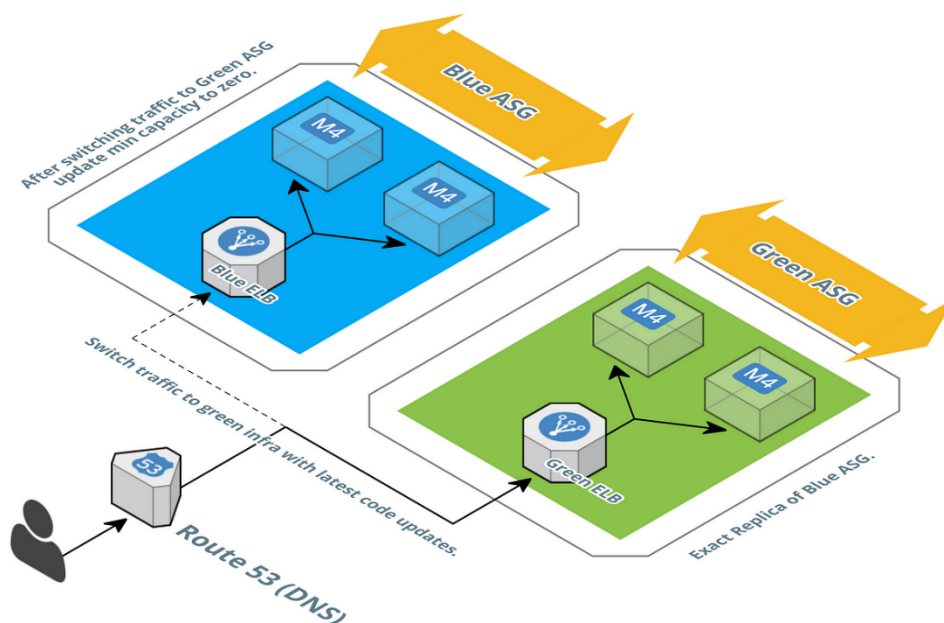 Blue ASG
After switching traffic to Green ASG
update min capacity to zero.
M4
M4
Blue ELB
Green ASG
M4
M4
Green ELB
Switch traffic to green infra with latest code updates.
53
Route 53 (DNS)
Exact Replica of Blue ASG.